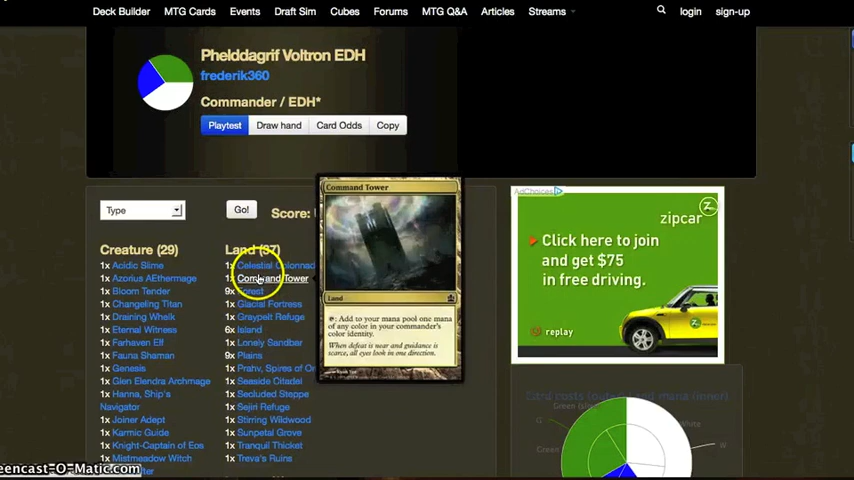 Deck Builder MTG Cards Events Draft Sim Cubes Forums MTG Q&A Articles Streams login sign-up
Phelddagrif Voltron EDH
frederik360
Commander / EDH*
Playtest Draw hand Card Odds Copy
Type Go! Score:
Creature (29)
1x Acidic Slime
1x Azorius AEthermage
1x Bloom Tender
1x Changeling Titan
1x Draining Whelk
1x Eternal Witness
1x Farhaven Elf
1x Fauna Shaman
1x Genesis
1x Glen Elendra Archmage
1x Hanna, Ship's
Navigator
1x Joiner Adept
1x Karmic Guide
1x Knight-Captain of Eos
1x Mistmeadow Witch
Land (37)
1x Celestial Colonnad
1x Command Tower
9x Forest
1x Glacial Fortress
1x Graypelt Refuge
6x Island
1x Lonely Sandbar
9x Plains
1x Prahv, Spires of Or
1x Seaside Citadel
1x Secluded Steppe
1x Sejiri Refuge
1x Stirring Wildwood
1x Sunpetal Grove
1x Tranquil Thicket
1x Treva's Ruins
Command Tower
Land
: Add to your mana pool one mana
of any color in your commander's
color identity.
When defeat is near and guidance is
scarce, all eyes look in one direction.
AdChoices
zipcar
Click here to join
and get $75
in free driving.
replay
Green
White
G
W
Green
eencast-O-Matic.com